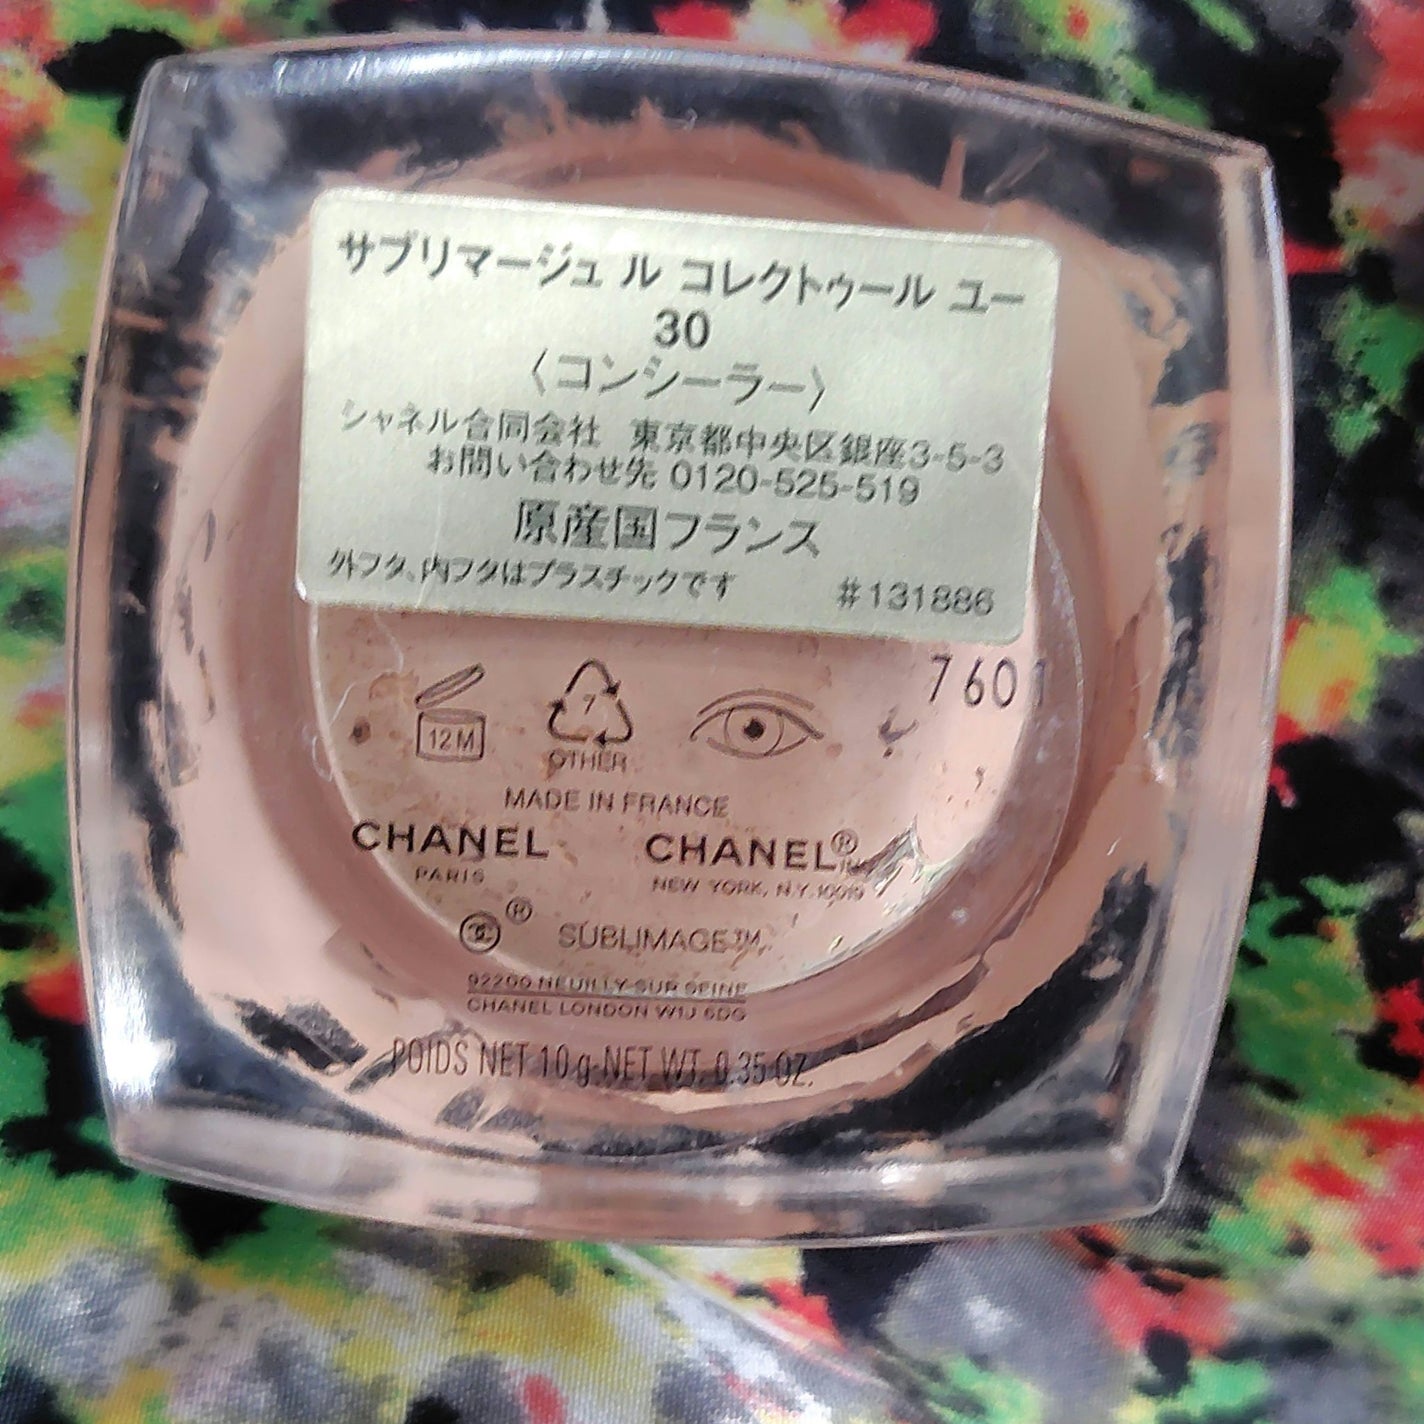 サブリマージュ ル コレクトゥール ユー
30
〈コンシーラー〉
シャネル合同会社 東京都中央区銀座3-5-3
お問い合わせ先 0120-525-519
原産国フランス
外フタ、内フタはプラスチックです #131886
7601
12M 7
OTHER
MADE IN FRANCE
CHANEL CHANEL®
PARIS NEW YORK, N.Y. 10019
® SUBLIMAGE™
92200 NEUILLY-SUR-SEINE
CHANEL LONDON W1J 6DG
POIDS NET 10 g-NET WT. 0.35 OZ.